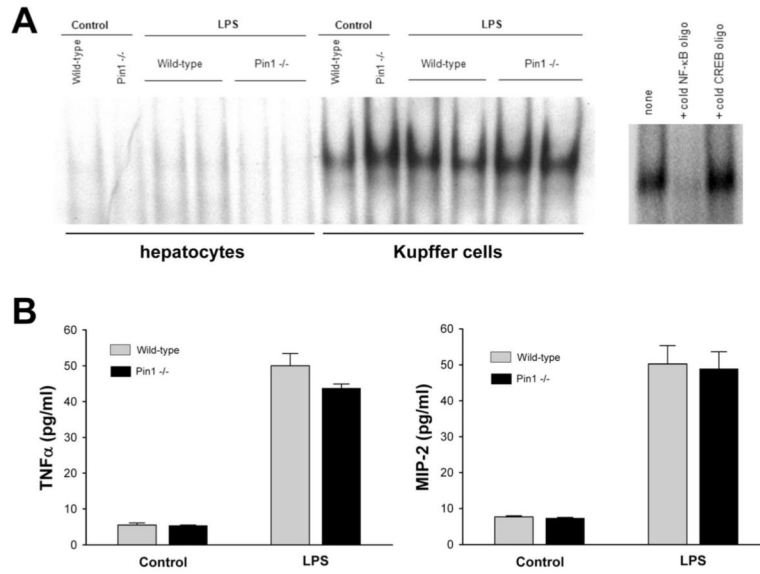 A
Control
LPS
Wild-type
Pin1 -/-
Wild-type
Pin1 -/-
Control
LPS
Wild-type
Pin1 -/-
Wild-type
Pin1 -/-
none
+ cold NF-κB oligo
+ cold CREB oligo
hepatocytes
Kupffer cells
B
TNFα (pg/ml)
60
50
40
30
20
10
0
Wild-type
Pin1 -/-
Control
LPS
MIP-2 (pg/ml)
60
50
40
30
20
10
0
Wild-type
Pin1 -/-
Control
LPS